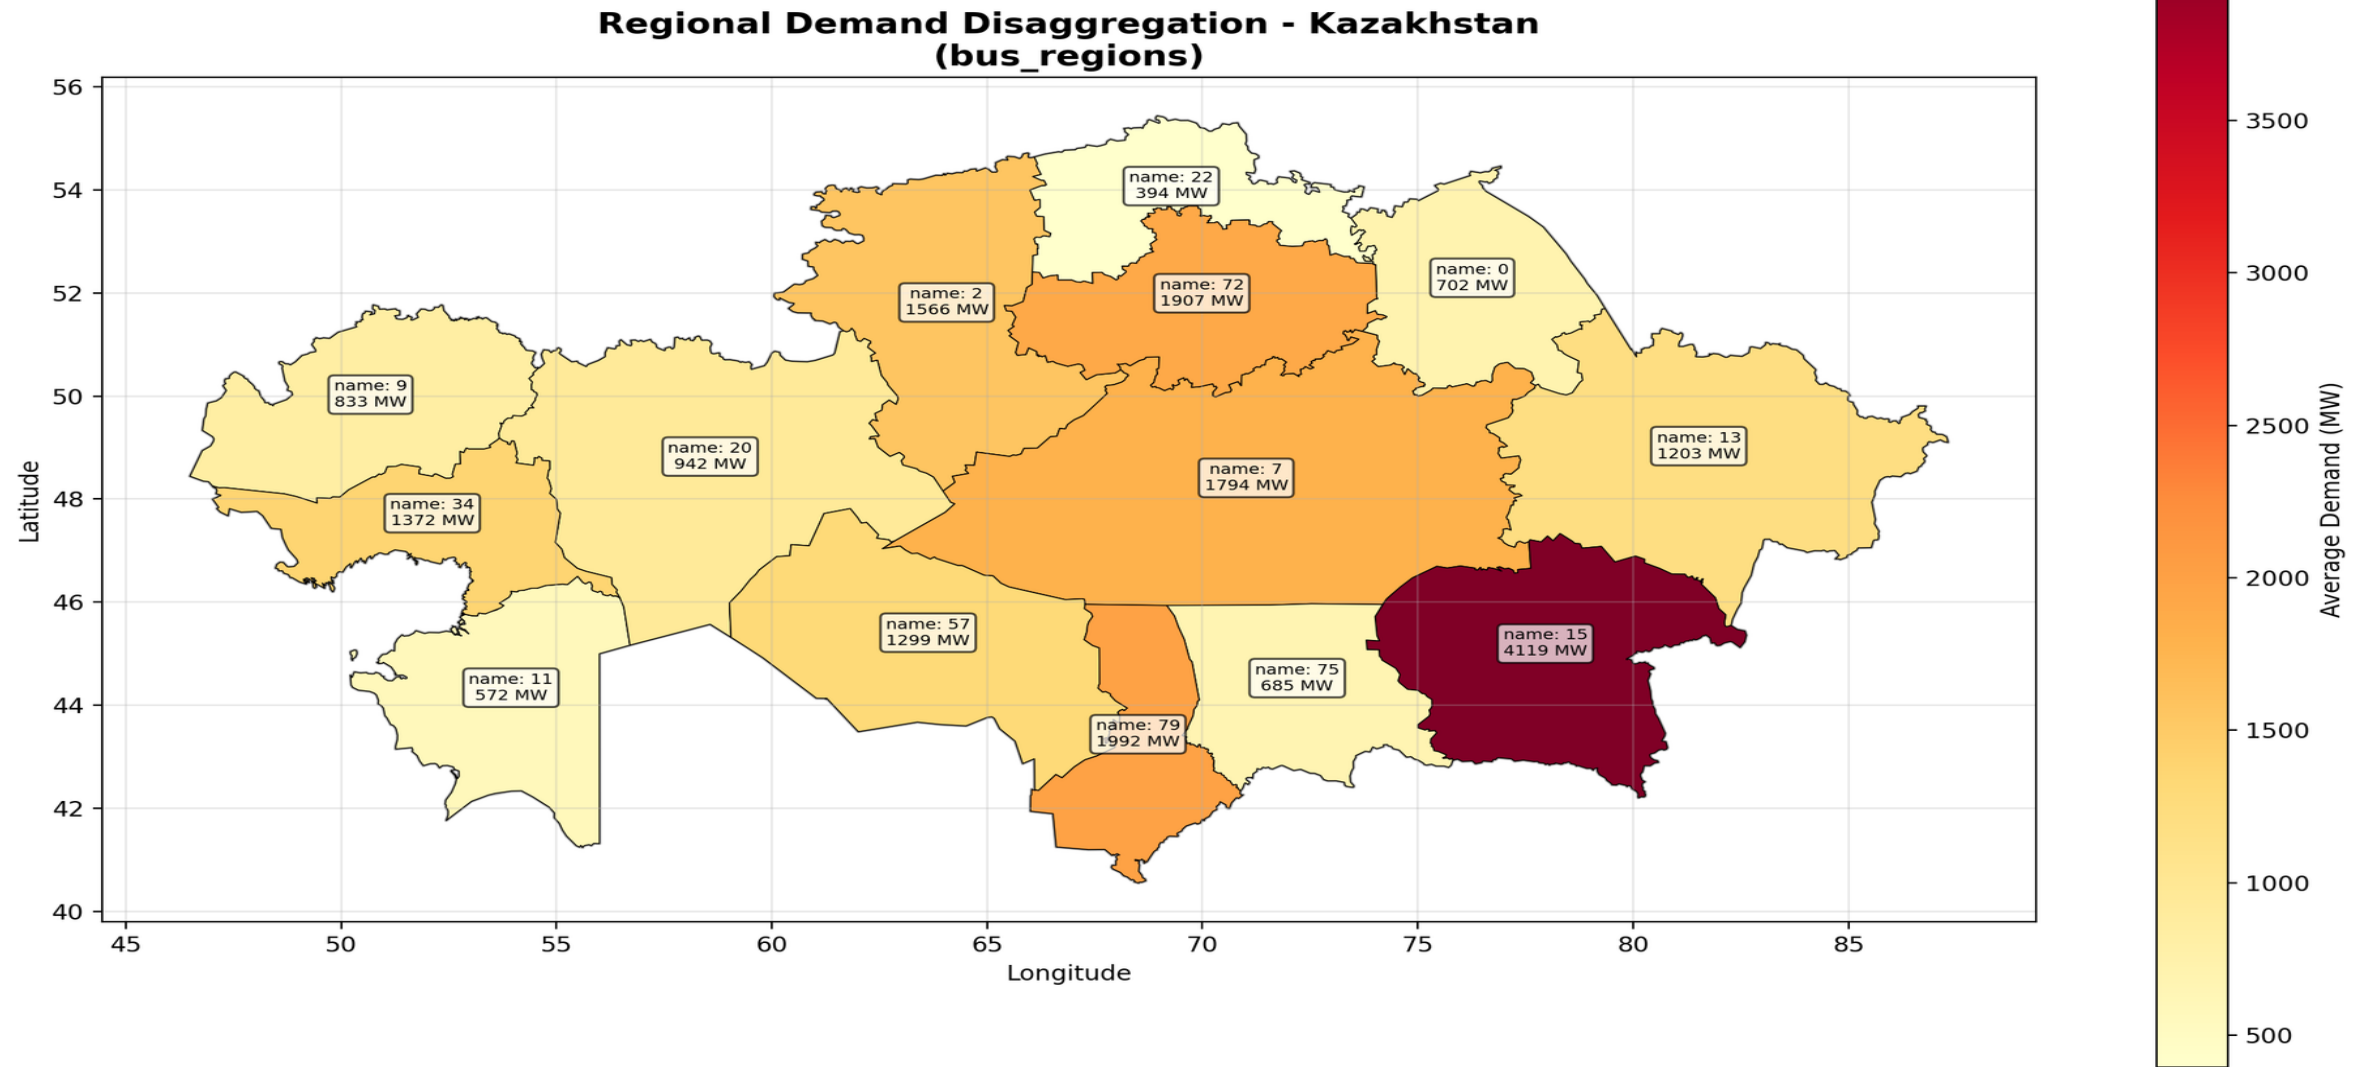 Regional Demand Disaggregation - Kazakhstan
(bus_regions)
56
54
52
50
48
46
44
42
40
Latitude
name: 22
394 MW
name: 0
702 MW
name: 72
1907 MW
name: 2
1566 MW
name: 9
833 MW
name: 20
942 MW
name: 13
1203 MW
name: 7
1794 MW
name: 34
1372 MW
name: 57
1299 MW
name: 15
4119 MW
name: 75
685 MW
name: 11
572 MW
name: 79
1992 MW
45
50
55
60
65
70
75
80
85
Longitude
3500
3000
2500
2000
1500
1000
500
Average Demand (MW)